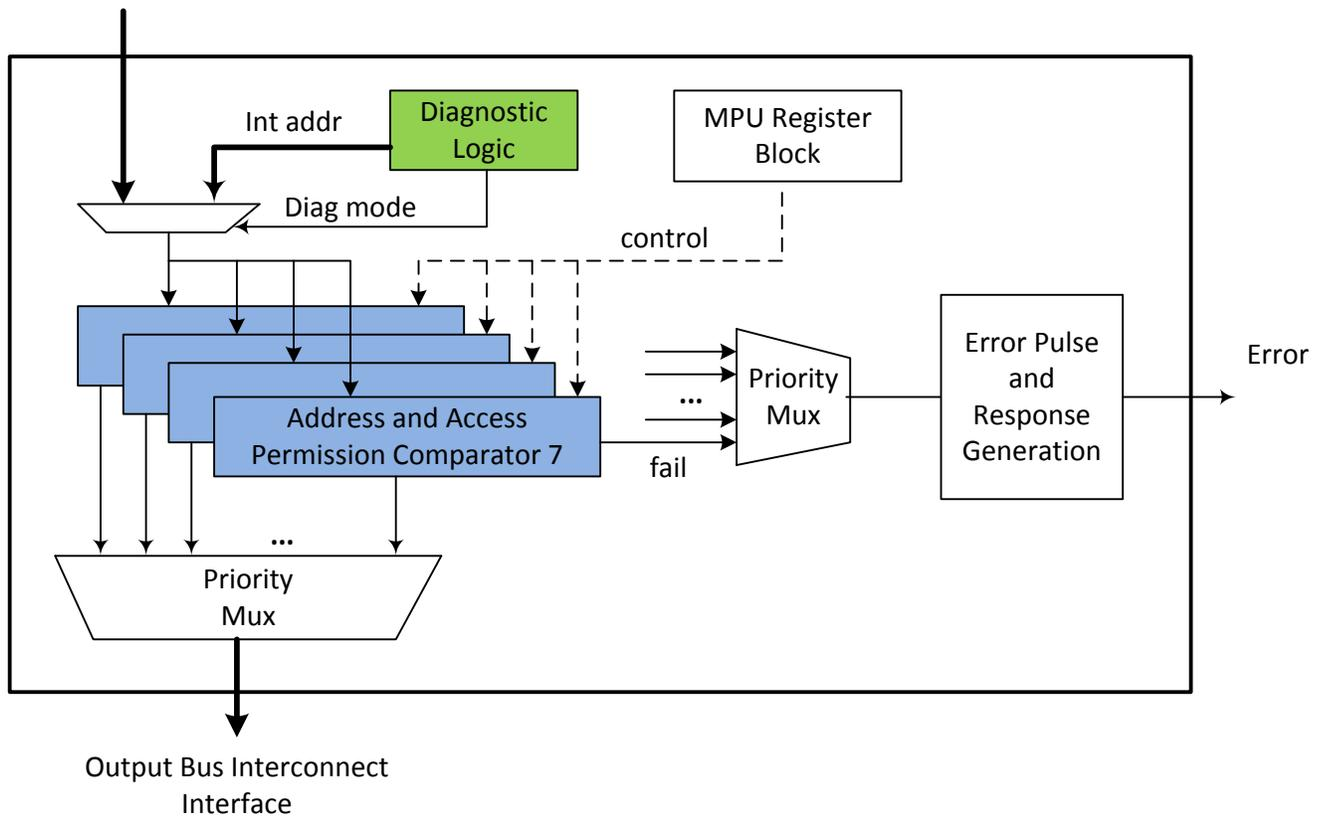 Diagnostic
Logic
Int addr
MPU Register
Block
Diag mode
control
Error Pulse
and
Response
Generation
Error
Priority
Mux
...
Address and Access
Permission Comparator 7
fail
...
Priority
Mux
Output Bus Interconnect
Interface